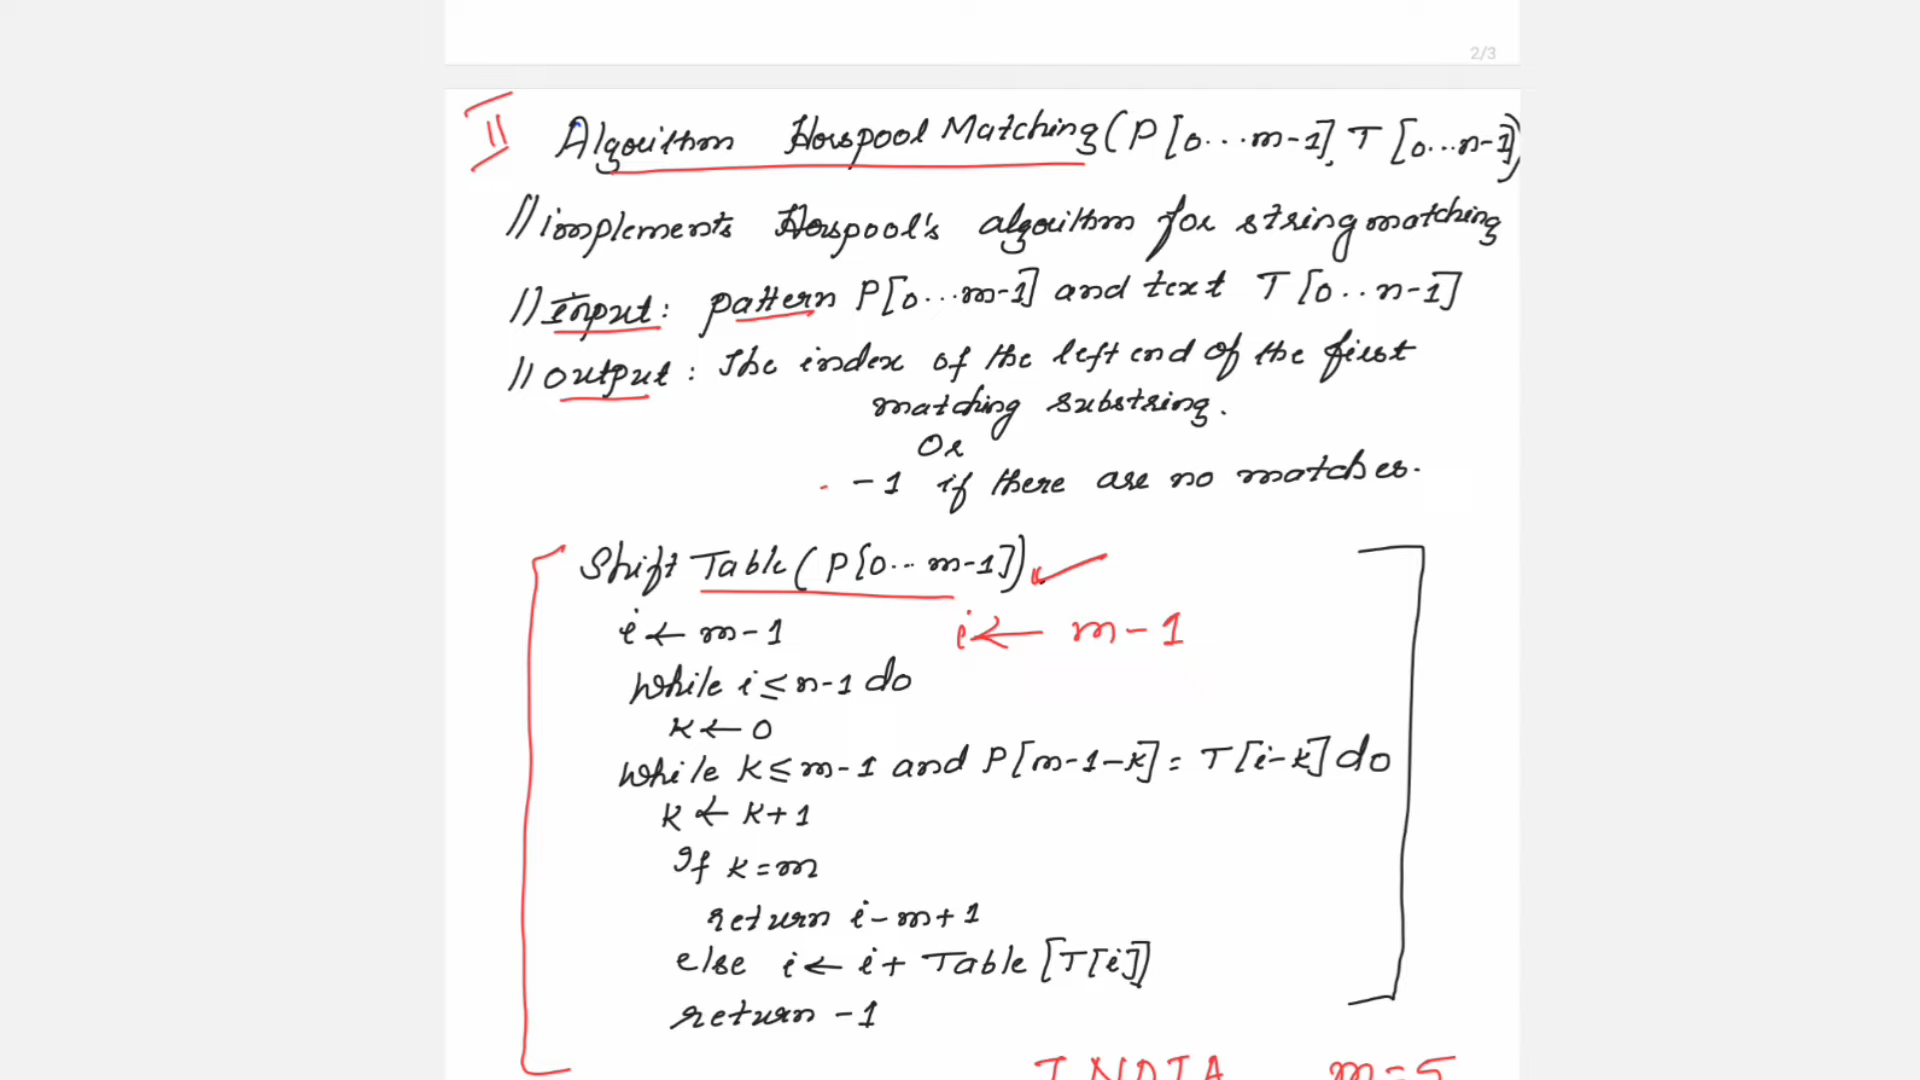 2/3
II Algorithm Horspool Matching(P[0...m-1], T[0...n-1])
//implements Horspool's algorithm for string matching
//Input: pattern P[0...m-1] and text T[0..n-1]
//output: The index of the left end of the first
matching substring.
Or
-1 if there are no matches.
Shift Table(P[0...m-1])
i ← m-1 i ← m-1
while i ≤ n-1 do
k ← 0
while k ≤ m-1 and P[m-1-k] = T[i-k] do
k ← k+1
If k=m
return i-m+1
else i ← i+ Table[T[i]]
return -1
INDIA m=5